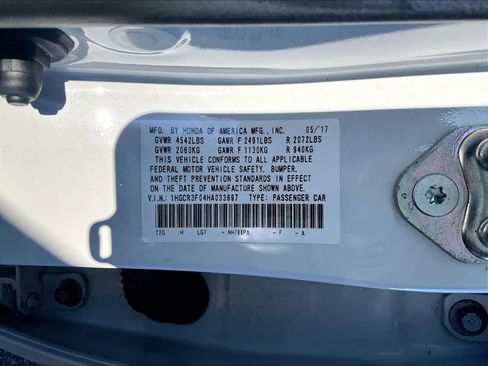 MFD. BY HONDA OF AMERICA MFG., INC. 05/17
GVWR 4542LBS GAWR F 2491LBS R 2072LBS
GVWR 2060KG GAWR F 1130KG R 940KG
THIS VEHICLE CONFORMS TO ALL APPLICABLE
FEDERAL MOTOR VEHICLE SAFETY, BUMPER,
AND THEFT PREVENTION STANDARDS IN EFFECT
ON THE DATE OF MANUFACTURE SHOWN ABOVE.
V.I.N.: 1HGCR3F04HA033697 TYPE: PASSENGER CAR
T2G H LG7 NH788PX - F - A